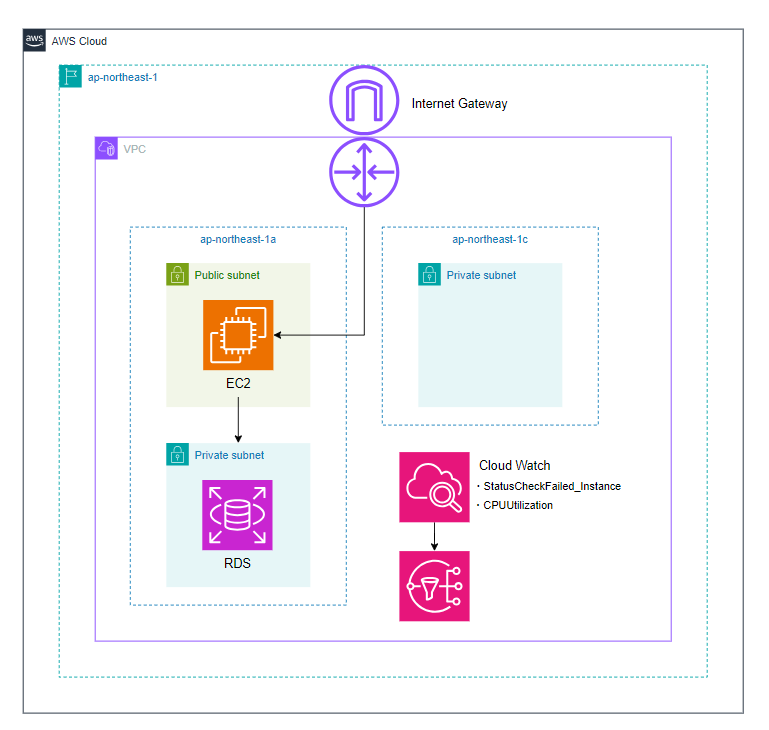 aws
AWS Cloud
ap-northeast-1
Internet Gateway
VPC
ap-northeast-1a
ap-northeast-1c
Public subnet
Private subnet
EC2
Private subnet
Cloud Watch
・StatusCheckFailed_Instance
・CPUUtilization
RDS